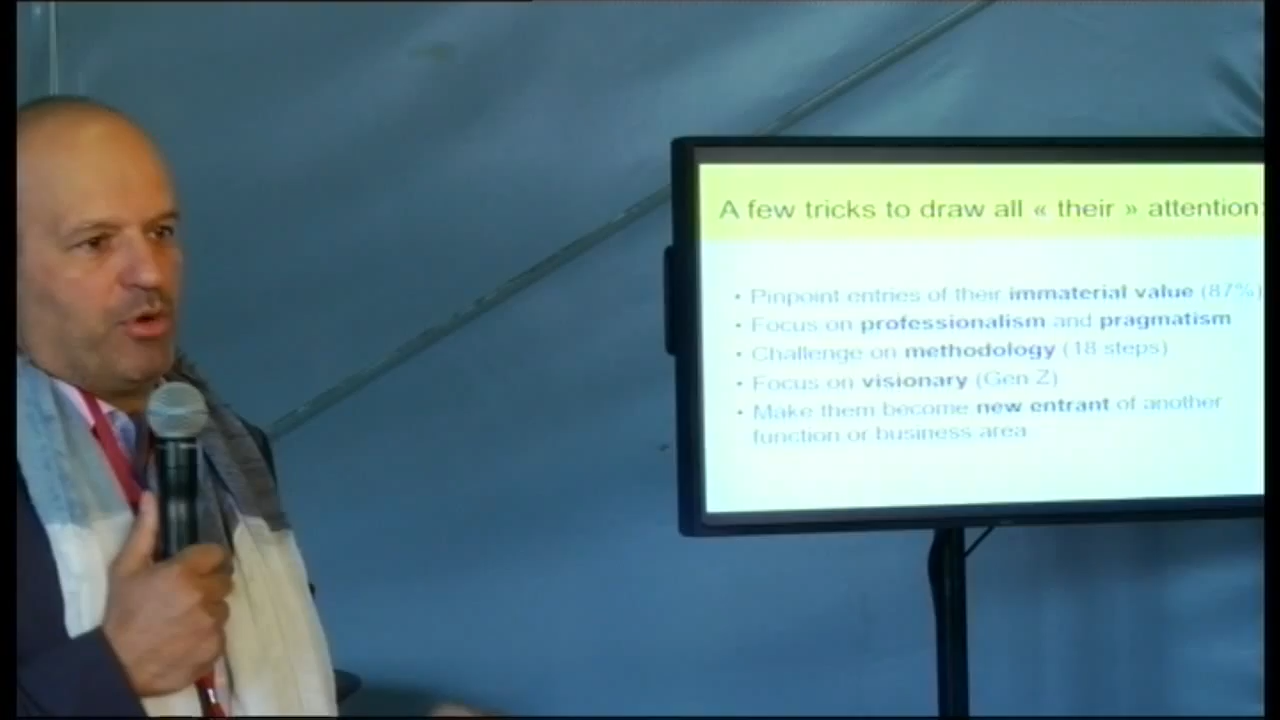 A few tricks to draw all « their » attention:
• Pinpoint entries of their immaterial value (87%)
• Focus on professionalism and pragmatism
• Challenge on methodology (18 steps)
• Focus on visionary (Gen Z)
• Make them become new entrant of another
function or business area